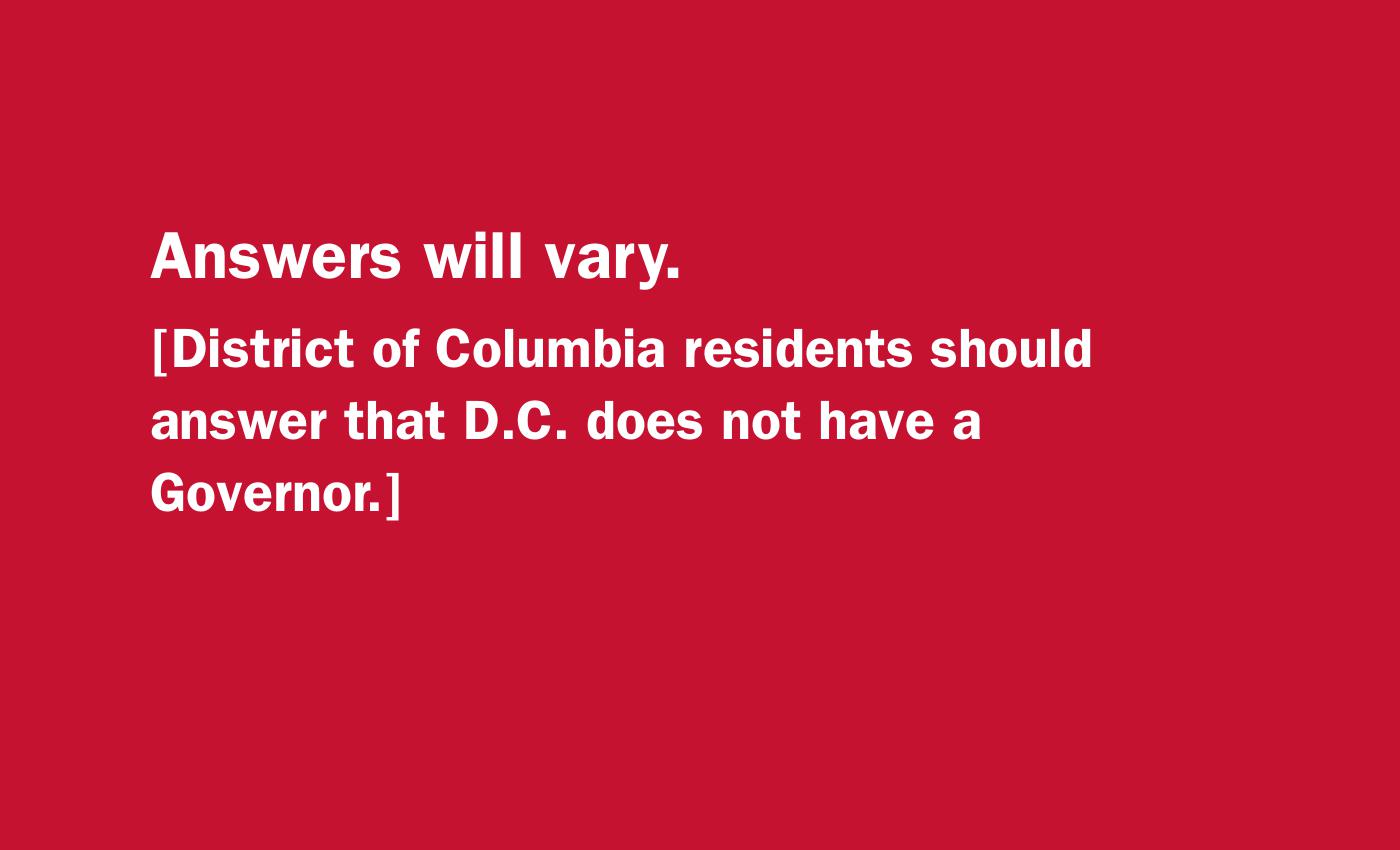 Answers will vary.
[District of Columbia residents should
answer that D.C. does not have a
Governor.]